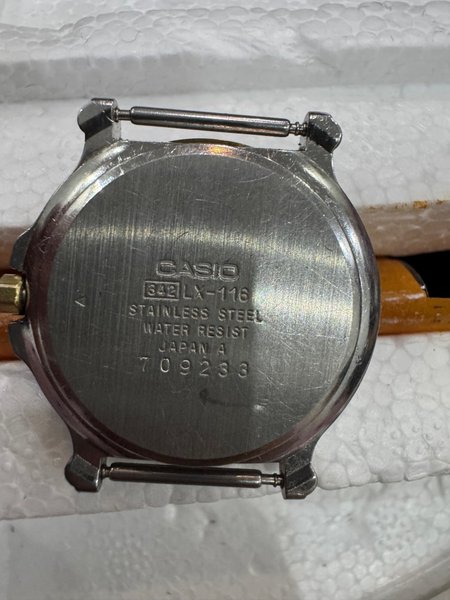 CASIO
342 LX-116
STAINLESS STEEL
WATER RESIST
JAPAN A
709233